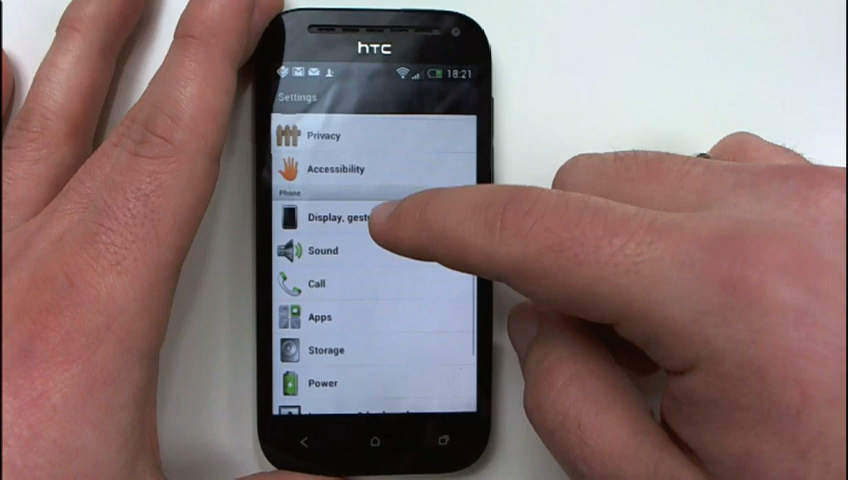 hTC
18:21
Settings
Privacy
Accessibility
Phone
Display, gest
Sound
Call
Apps
Storage
Power